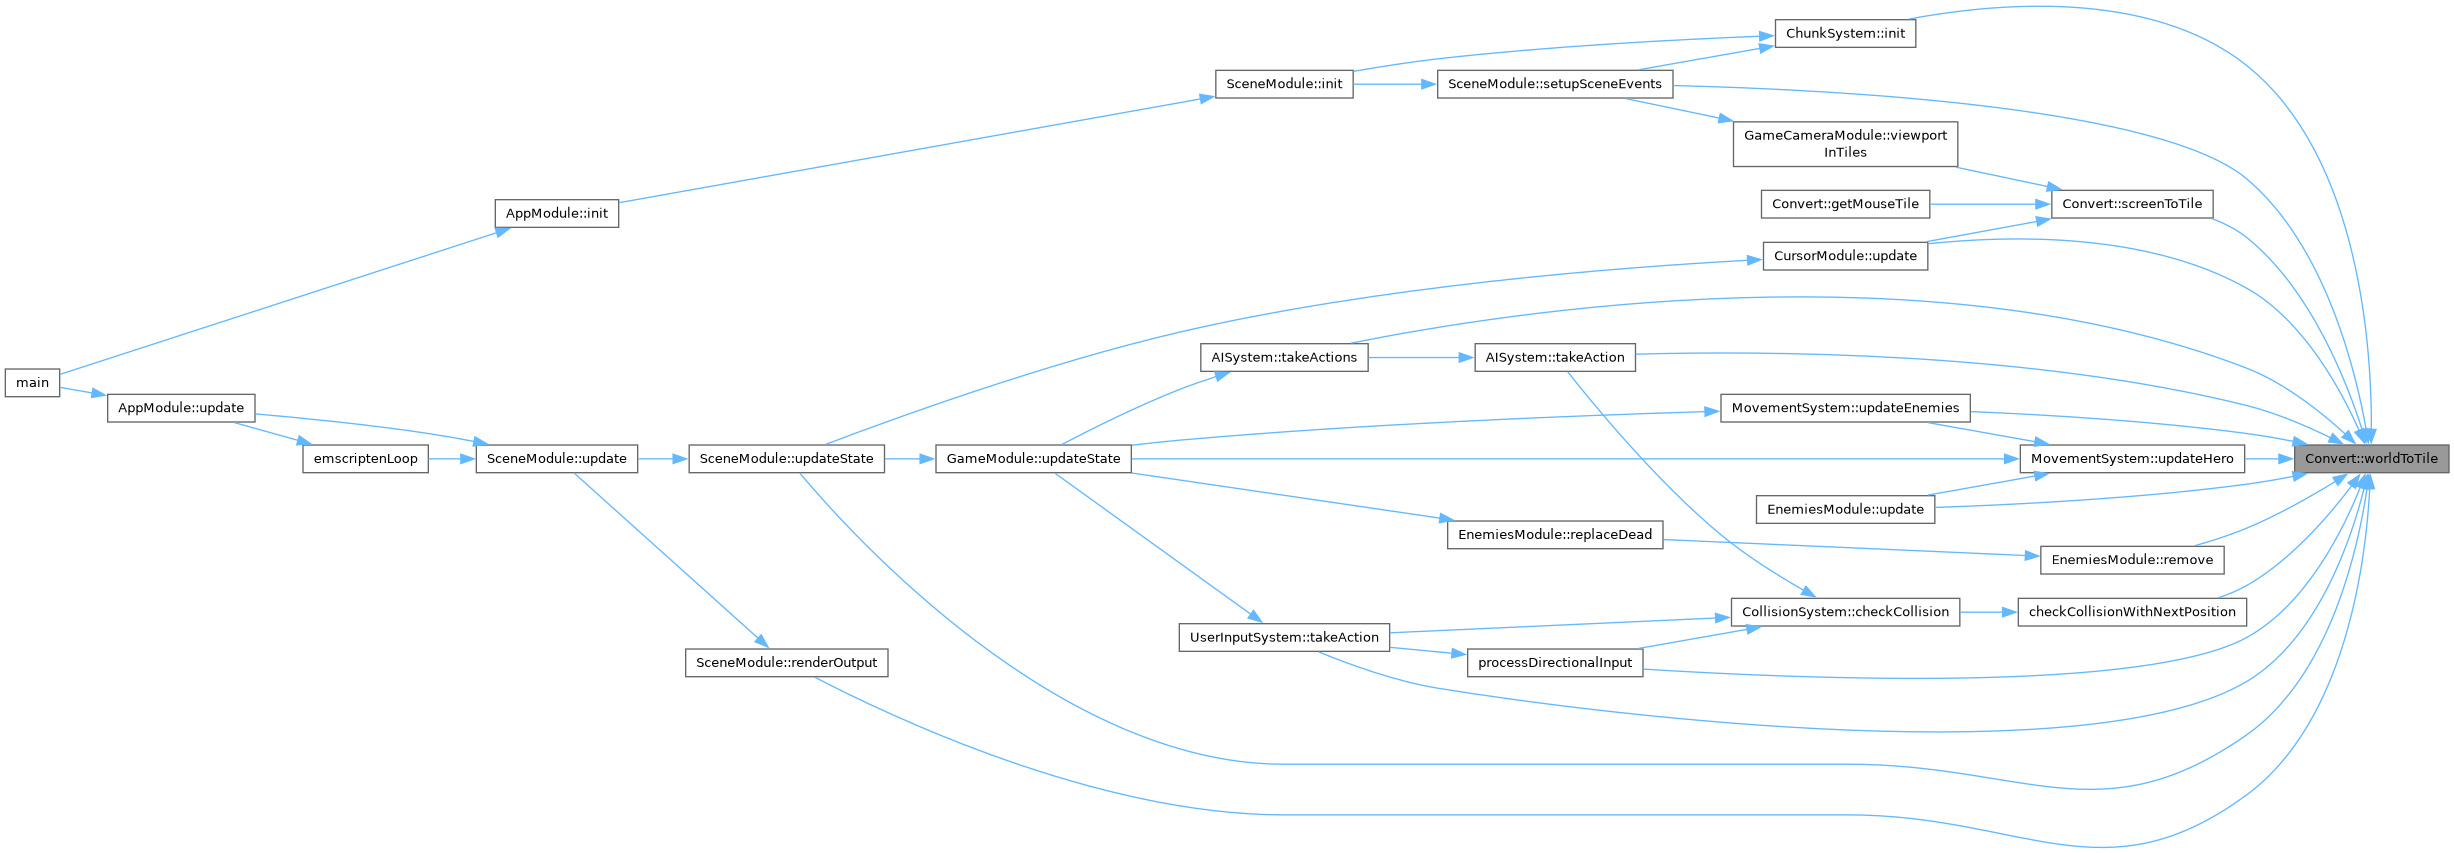 ChunkSystem::init
SceneModule::init
SceneModule::setupSceneEvents
GameCameraModule::viewport
InTiles
AppModule::init
Convert::getMouseTile
Convert::screenToTile
CursorModule::update
main
AISystem::takeActions
AISystem::takeAction
AppModule::update
MovementSystem::updateEnemies
emscriptenLoop
SceneModule::update
SceneModule::updateState
GameModule::updateState
MovementSystem::updateHero
Convert::worldToTile
EnemiesModule::update
EnemiesModule::replaceDead
EnemiesModule::remove
CollisionSystem::checkCollision
checkCollisionWithNextPosition
UserInputSystem::takeAction
SceneModule::renderOutput
processDirectionalInput